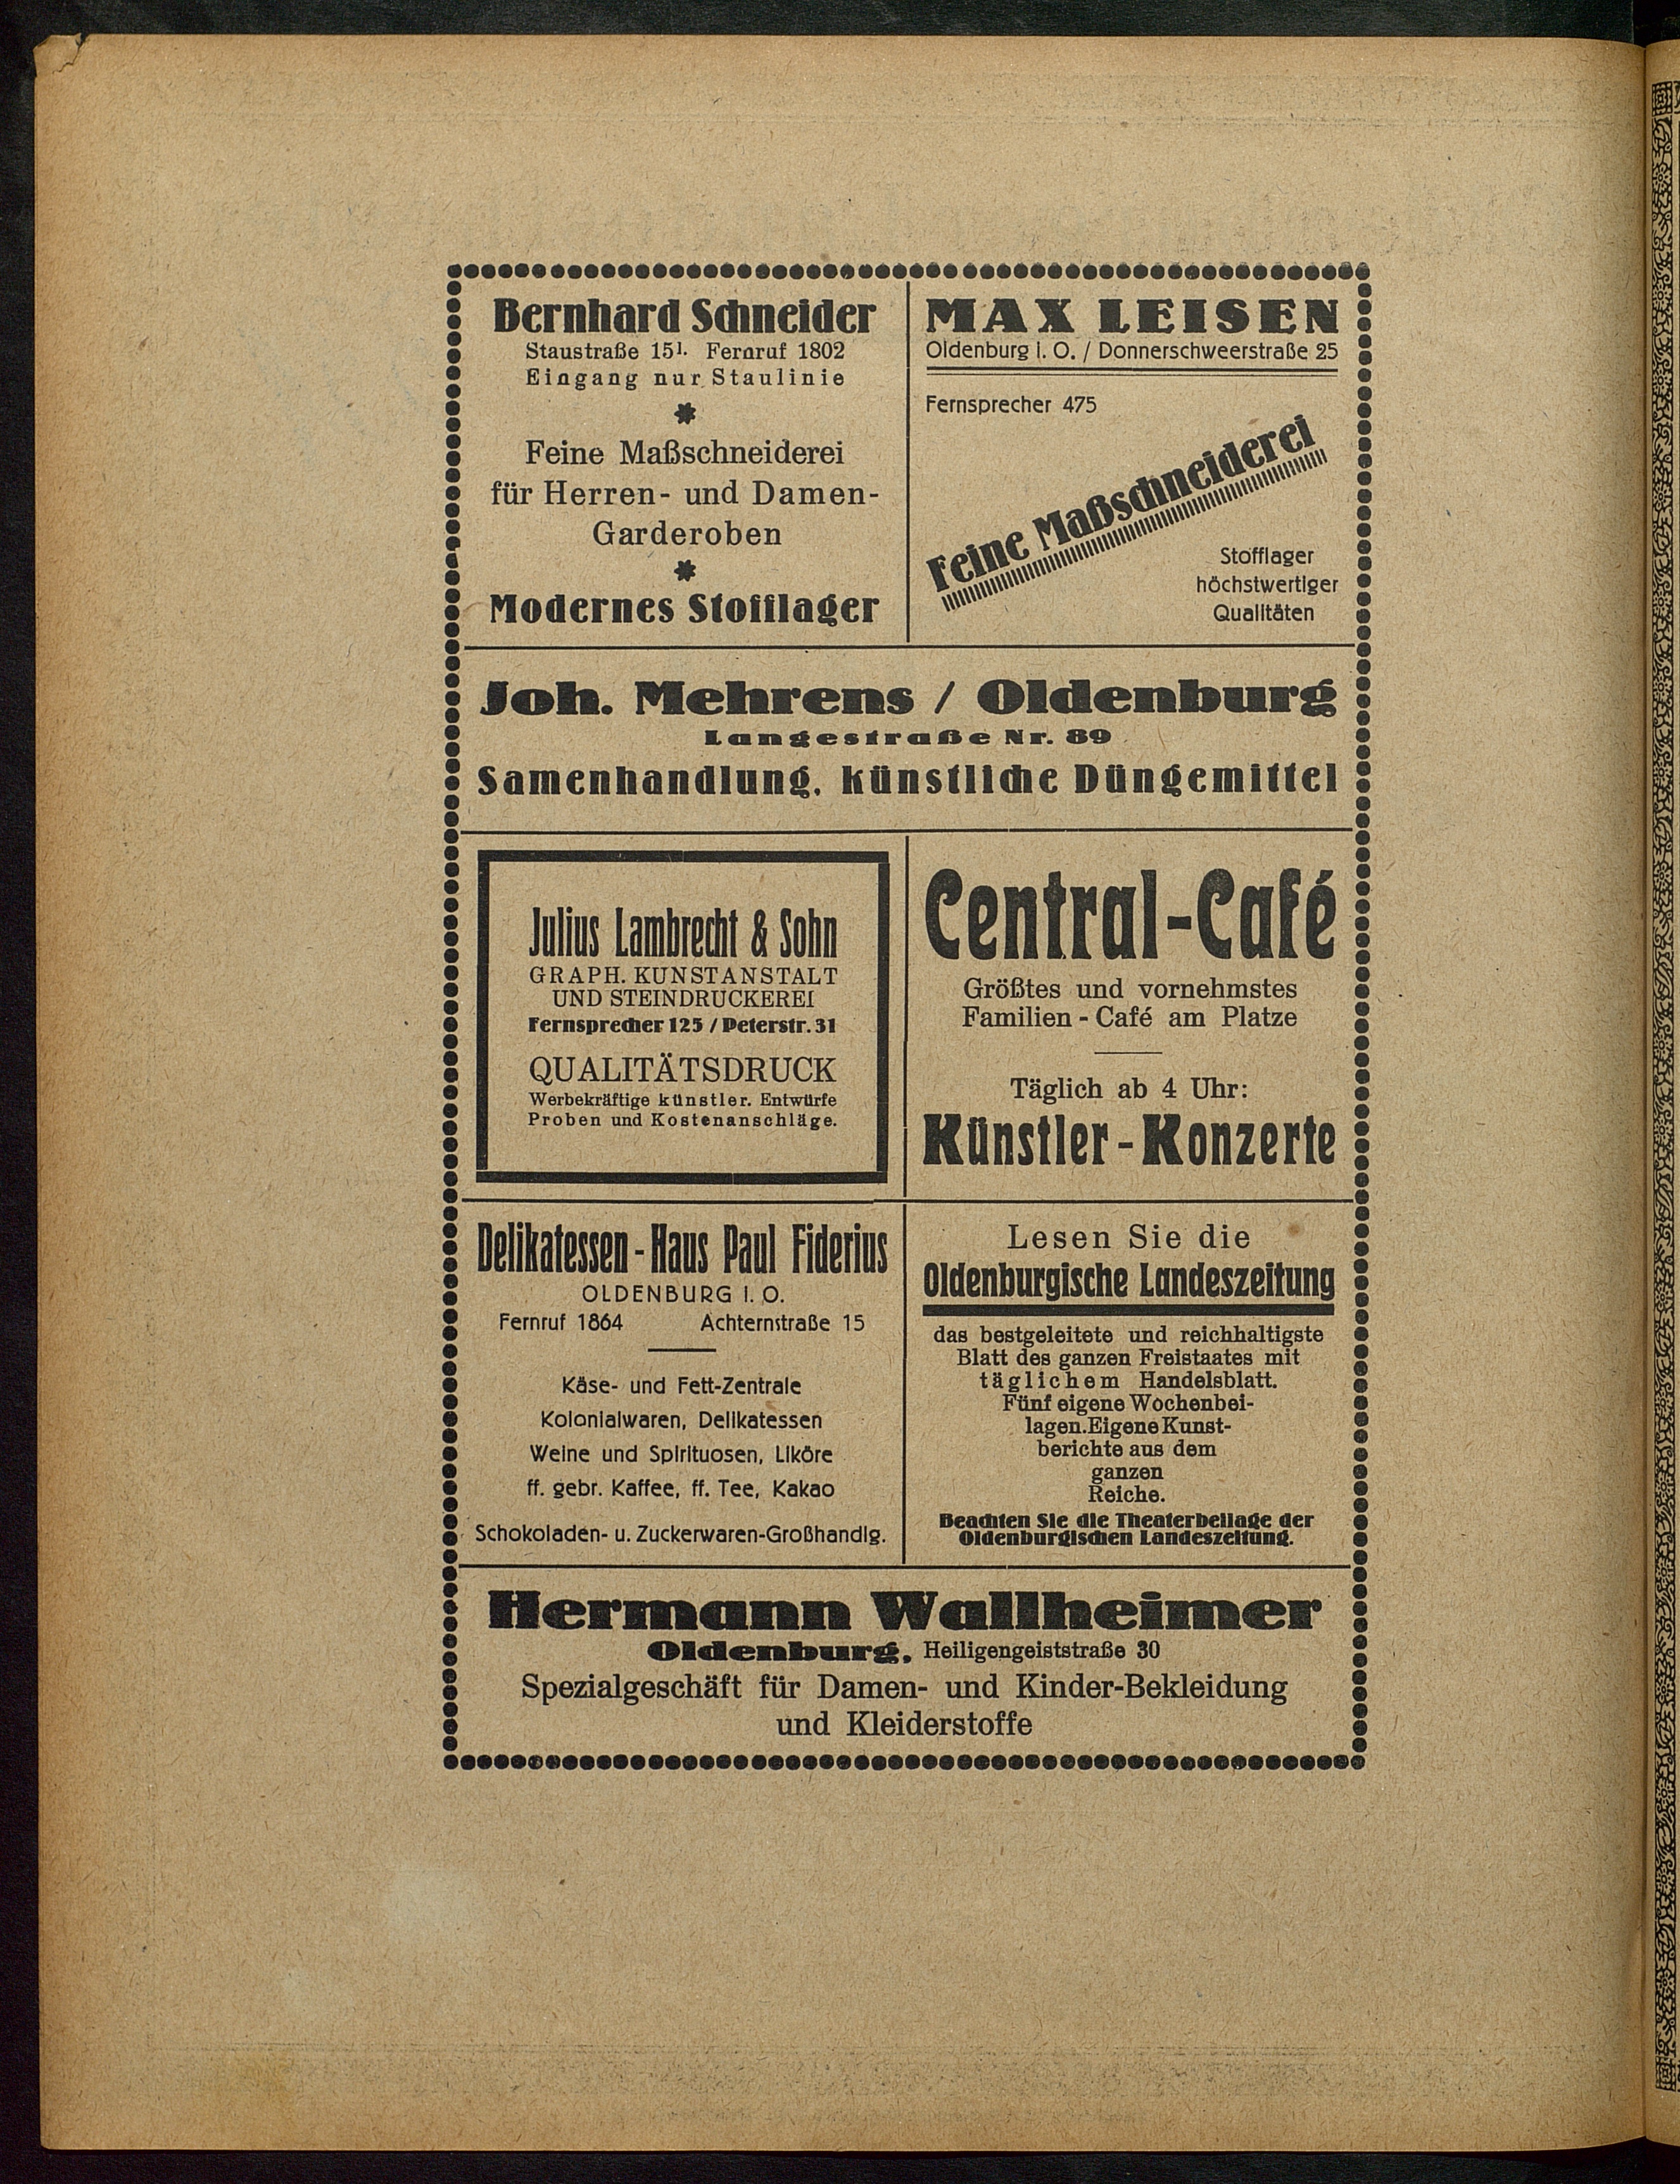 Bernhard Schneider
Staustraße 15¹. Fernruf 1802
Eingang nur Staulinie
Feine Maßschneiderei
für Herren- und Damen-
Garderoben
Modernes Stofflager
MAX LEISEN
Oldenburg i. O. / Donnerschweerstraße 25
Fernsprecher 475
Feine Maßschneiderei
Stofflager
höchstwertiger
Qualitäten
Joh. Mehrens / Oldenburg
Langestraße Nr. 89
Samenhandlung, künstliche Düngemittel
Julius Lambrecht & Sohn
GRAPH. KUNSTANSTALT
UND STEINDRUCKEREI
Fernsprecher 125 / Peterstr. 31
QUALITÄTSDRUCK
Werbekräftige künstler. Entwürfe
Proben und Kostenanschläge.
Central-Café
Größtes und vornehmstes
Familien - Café am Platze
Täglich ab 4 Uhr:
Künstler - Konzerte
Delikatessen - Haus Paul Fiderius
OLDENBURG I. O.
Fernruf 1864 Achternstraße 15
Käse- und Fett-Zentrale
Kolonialwaren, Delikatessen
Weine und Spirituosen, Liköre
ff. gebr. Kaffee, ff. Tee, Kakao
Schokoladen- u. Zuckerwaren-Großhandlg.
Lesen Sie die
Oldenburgische Landeszeitung
das bestgeleitete und reichhaltigste
Blatt des ganzen Freistaates mit
täglichem Handelsblatt.
Fünf eigene Wochenbei-
lagen. Eigene Kunst-
berichte aus dem
ganzen
Reiche.
Beachten Sie die Theaterbeilage der
Oldenburgischen Landeszeitung.
Hermann Wallheimer
Oldenburg, Heiligengeiststraße 30
Spezialgeschäft für Damen- und Kinder-Bekleidung
und Kleiderstoffe